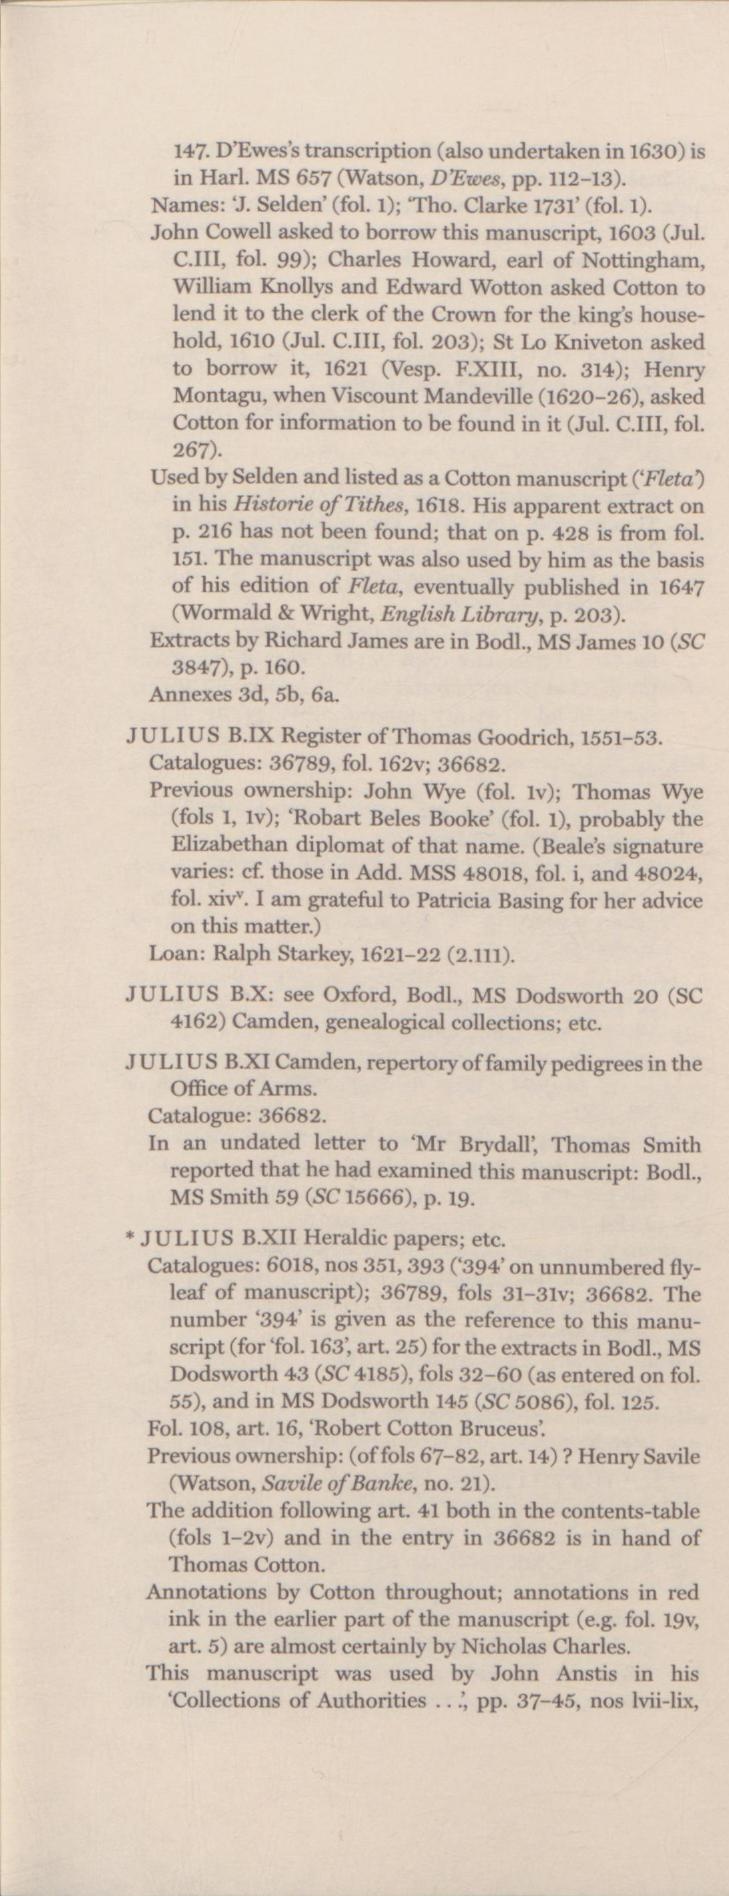 147. D'Ewes's transcription (also undertaken in 1630) is
in Harl. MS 657 (Watson, D'Ewes, pp. 112–13).
Names: 'J. Selden' (fol. 1); 'Tho. Clarke 1731' (fol. 1).
John Cowell asked to borrow this manuscript, 1603 (Jul.
C.III, fol. 99); Charles Howard, earl of Nottingham,
William Knollys and Edward Wotton asked Cotton to
lend it to the clerk of the Crown for the king's house-
hold, 1610 (Jul. C.III, fol. 203); St Lo Kniveton asked
to borrow it, 1621 (Vesp. F.XIII, no. 314); Henry
Montagu, when Viscount Mandeville (1620–26), asked
Cotton for information to be found in it (Jul. C.III, fol.
267).
Used by Selden and listed as a Cotton manuscript ('Fleta')
in his Historie of Tithes, 1618. His apparent extract on
p. 216 has not been found; that on p. 428 is from fol.
151. The manuscript was also used by him as the basis
of his edition of Fleta, eventually published in 1647
(Wormald & Wright, English Library, p. 203).
Extracts by Richard James are in Bodl., MS James 10 (SC
3847), p. 160.
Annexes 3d, 5b, 6a.
JULIUS B.IX Register of Thomas Goodrich, 1551–53.
Catalogues: 36789, fol. 162v; 36682.
Previous ownership: John Wye (fol. 1v); Thomas Wye
(fols 1, 1v); 'Robart Beles Booke' (fol. 1), probably the
Elizabethan diplomat of that name. (Beale's signature
varies: cf. those in Add. MSS 48018, fol. i, and 48024,
fol. xivᵛ. I am grateful to Patricia Basing for her advice
on this matter.)
Loan: Ralph Starkey, 1621–22 (2.111).
JULIUS B.X: see Oxford, Bodl., MS Dodsworth 20 (SC
4162) Camden, genealogical collections; etc.
JULIUS B.XI Camden, repertory of family pedigrees in the
Office of Arms.
Catalogue: 36682.
In an undated letter to 'Mr Brydall', Thomas Smith
reported that he had examined this manuscript: Bodl.,
MS Smith 59 (SC 15666), p. 19.
* JULIUS B.XII Heraldic papers; etc.
Catalogues: 6018, nos 351, 393 ('394' on unnumbered fly-
leaf of manuscript); 36789, fols 31–31v; 36682. The
number '394' is given as the reference to this manu-
script (for 'fol. 163', art. 25) for the extracts in Bodl., MS
Dodsworth 43 (SC 4185), fols 32–60 (as entered on fol.
55), and in MS Dodsworth 145 (SC 5086), fol. 125.
Fol. 108, art. 16, 'Robert Cotton Bruceus'.
Previous ownership: (of fols 67–82, art. 14) ? Henry Savile
(Watson, Savile of Banke, no. 21).
The addition following art. 41 both in the contents-table
(fols 1–2v) and in the entry in 36682 is in hand of
Thomas Cotton.
Annotations by Cotton throughout; annotations in red
ink in the earlier part of the manuscript (e.g. fol. 19v,
art. 5) are almost certainly by Nicholas Charles.
This manuscript was used by John Anstis in his
'Collections of Authorities . . .', pp. 37–45, nos lvii-lix,